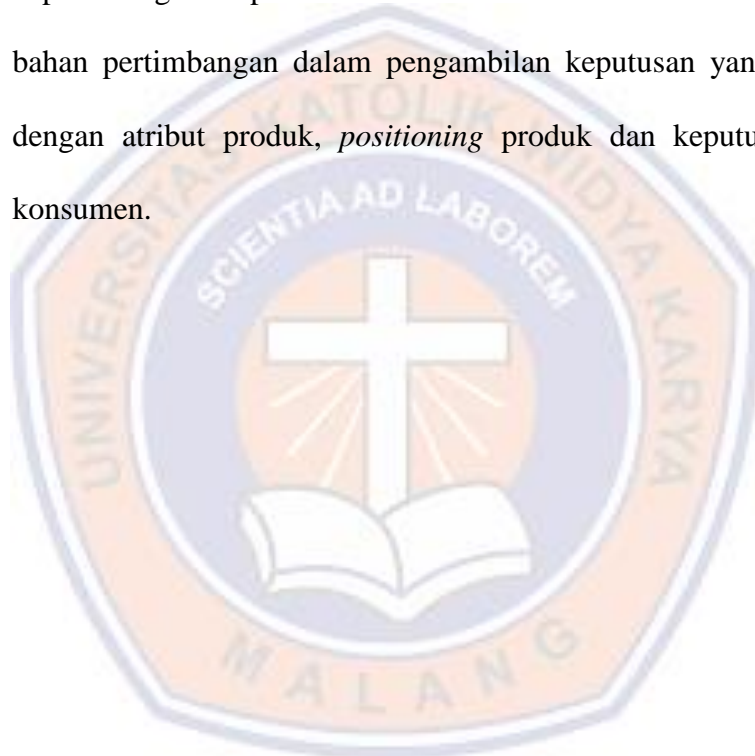 bahan pertimbangan dalam pengambilan keputusan yan
dengan atribut produk, positioning produk dan keputu
konsumen.
UNIVERSITAS KATOLIK WIDYA KARYA
SCIENTIA AD LABOREM
MALANG